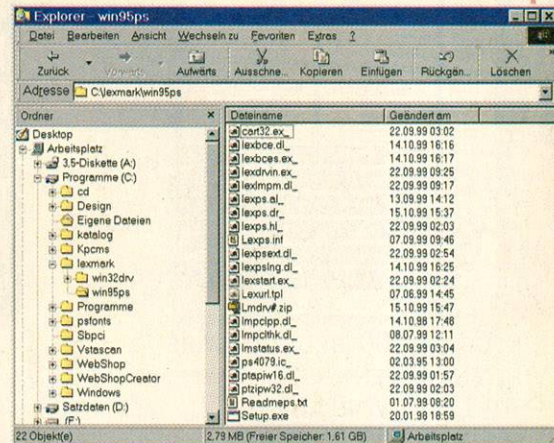 Explorer - win95ps
Datei Bearbeiten Ansicht Wechseln zu Favoriten Extras ?
Zurück Vorwärts Aufwärts Ausschne... Kopieren Einfügen Rückgän... Löschen
Adresse C:\lexmark\win95ps
Ordner
Desktop
Arbeitsplatz
3,5-Diskette (A:)
Programme (C:)
cd
Design
Eigene Dateien
katalog
Kpcms
lexmark
win32drv
win95ps
Programme
psfonts
Sbpci
Vstascan
WebShop
WebShopCreator
Windows
Satzdaten (D:)
(F:)
Dateiname Geändert am
cart32.ex_ 22.09.99 03:02
lexbce.dl_ 14.10.99 16:16
lexbces.ex_ 14.10.99 16:17
lexdrvin.ex_ 22.09.99 09:25
lexlmpm.dl_ 22.09.99 09:17
lexps.al_ 13.09.99 14:12
lexps.dr_ 15.10.99 15:37
lexps.hl_ 22.09.99 02:03
Lexps.inf 07.09.99 09:46
lexpsext.dl_ 22.09.99 02:54
lexpslng.dl_ 14.10.99 16:25
lexstart.ex_ 22.09.99 02:24
Lexurl.tpl 07.06.99 14:45
Lmdrv#.zip 15.10.99 15:47
lmpclpp.dl_ 14.10.98 17:48
lmpclthk.dl_ 08.07.99 12:11
lmstatus.ex_ 22.09.99 03:04
ps4079.ic_ 22.03.95 13:00
ptapiw16.dl_ 22.09.99 01:57
ptzipw32.dl_ 22.09.99 02:03
Readmeps.txt 01.07.99 08:20
Setup.exe 20.01.98 18:59
22 Objekt(e) 2,79 MB (Freier Speicher: 1,61 GB) Arbeitsplatz